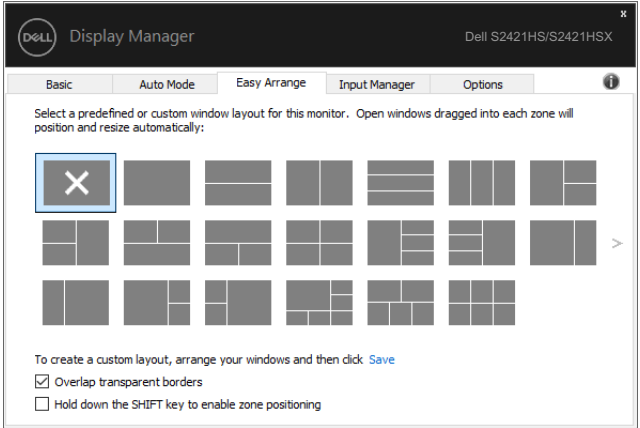 x
DELL Display Manager Dell S2421HS/S2421HSX
Basic Auto Mode Easy Arrange Input Manager Options i
Select a predefined or custom window layout for this monitor. Open windows dragged into each zone will
position and resize automatically:
>
To create a custom layout, arrange your windows and then click Save
Overlap transparent borders
Hold down the SHIFT key to enable zone positioning